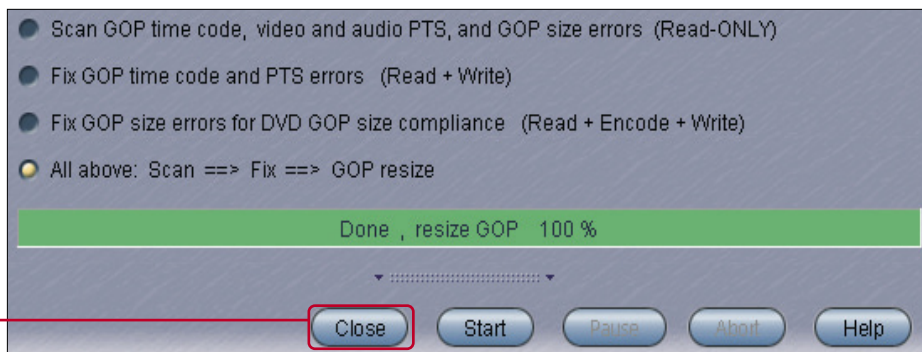 Scan GOP time code, video and audio PTS, and GOP size errors (Read-ONLY)
Fix GOP time code and PTS errors (Read + Write)
Fix GOP size errors for DVD GOP size compliance (Read + Encode + Write)
All above: Scan ==> Fix ==> GOP resize
Done , resize GOP 100 %
Close Start Pause Abort Help